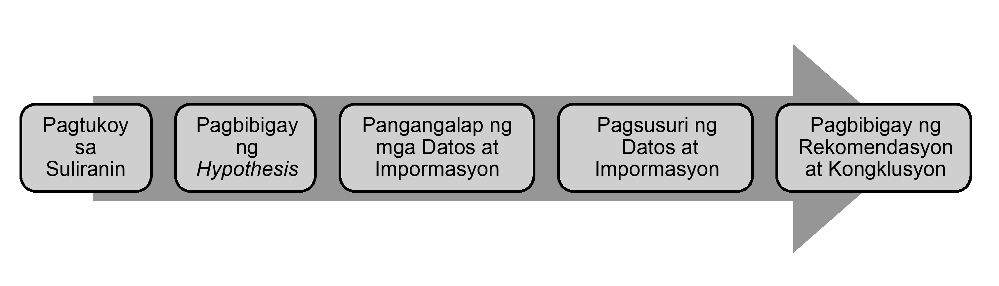 Pagtukoy
sa
Suliranin
Pagbibigay
ng
Hypothesis
Pangangalap ng
mga Datos at
Impormasyon
Pagsusuri ng
Datos at
Impormasyon
Pagbibigay ng
Rekomendasyon
at Kongklusyon